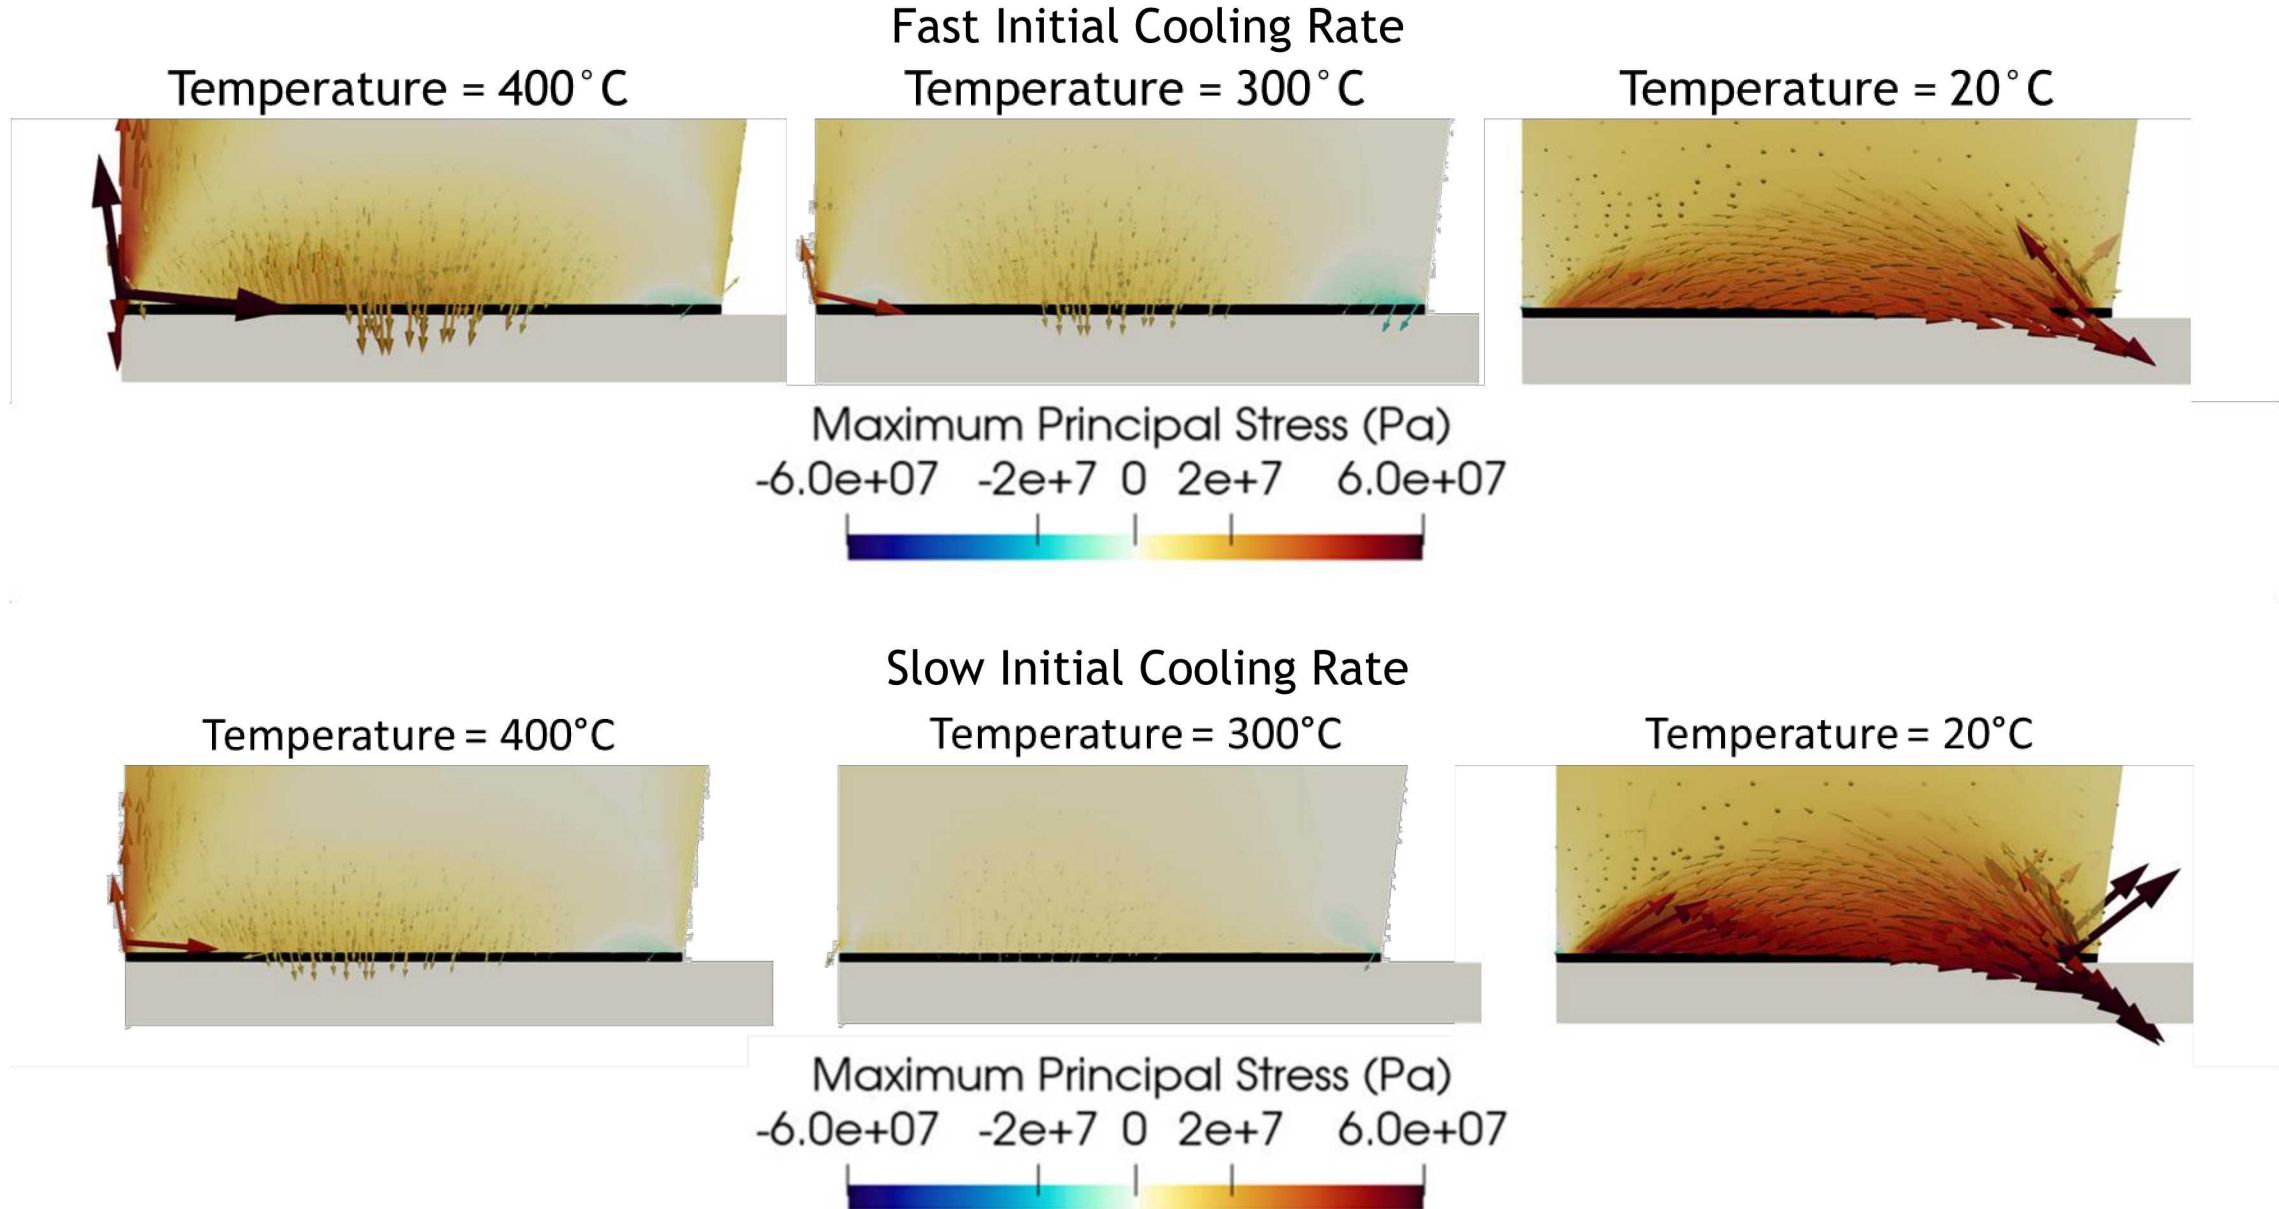 Fast Initial Cooling Rate
Temperature = 400°C Temperature = 300°C Temperature = 20°C
Maximum Principal Stress (Pa)
-6.0e+07 -2e+7 0 2e+7 6.0e+07
Slow Initial Cooling Rate
Temperature = 400°C Temperature = 300°C Temperature = 20°C
Maximum Principal Stress (Pa)
-6.0e+07 -2e+7 0 2e+7 6.0e+07